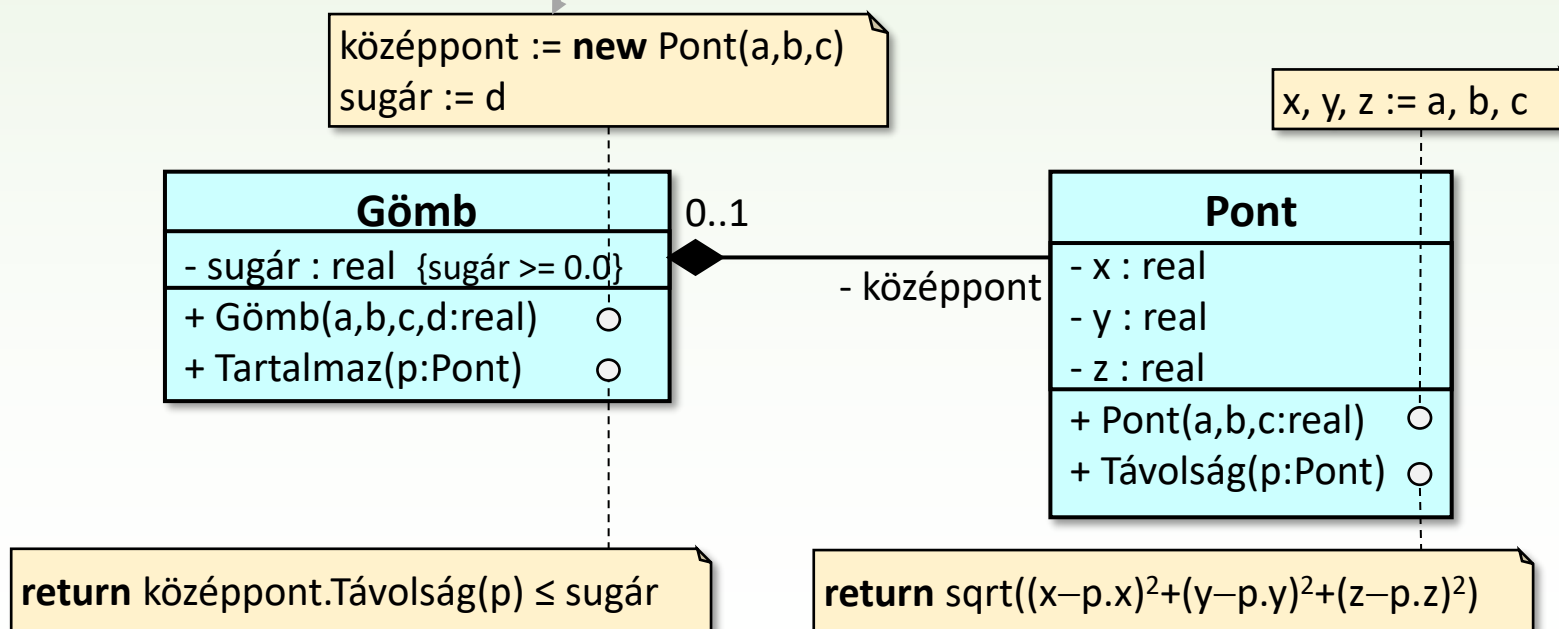 középpont := new Pont(a,b,c)
sugár := d
x, y, z := a, b, c
Gömb
- sugár : real {sugár >= 0.0}
+ Gömb(a,b,c,d:real)
+ Tartalmaz(p:Pont)
0..1
- középpont
Pont
- x : real
- y : real
- z : real
+ Pont(a,b,c:real)
+ Távolság(p:Pont)
return középpont.Távolság(p) ≤ sugár
return sqrt((x–p.x)²+(y–p.y)²+(z–p.z)²)